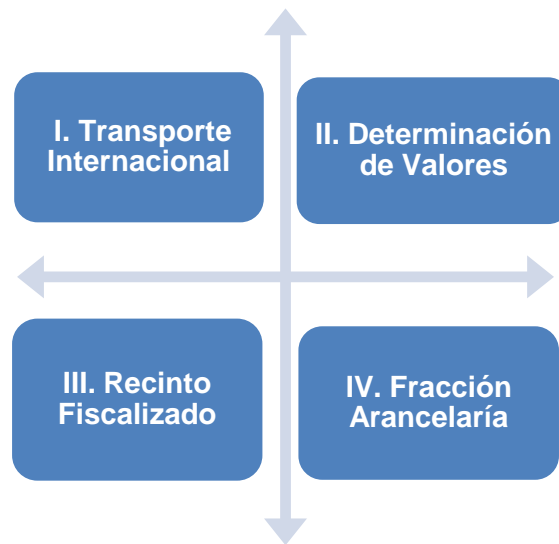 I. Transporte
Internacional
II. Determinación
de Valores
III. Recinto
Fiscalizado
IV. Fracción
Arancelaría